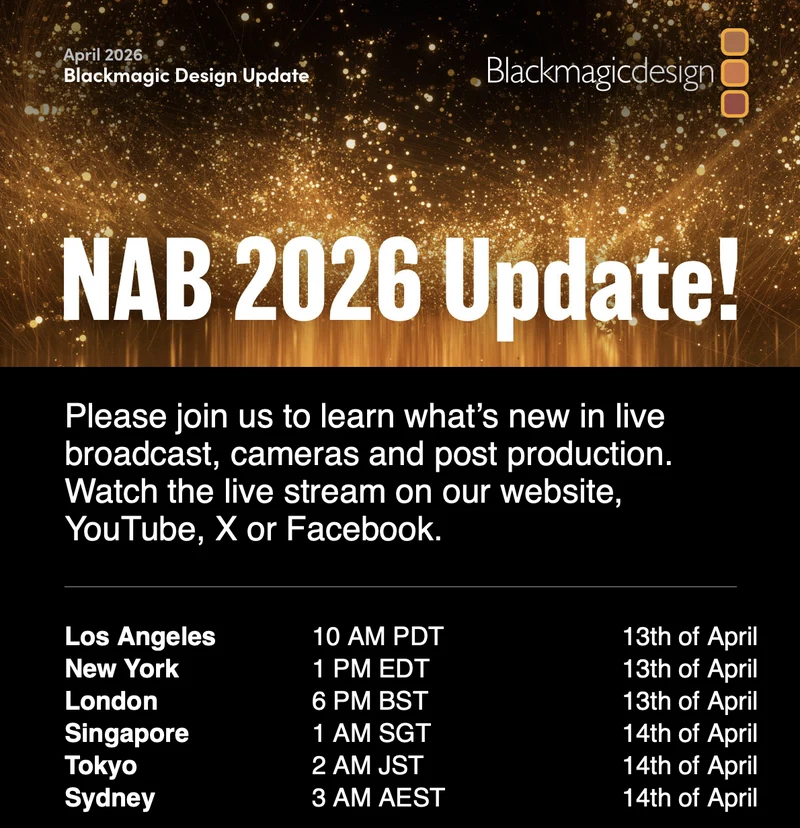 April 2026
Blackmagic Design Update
Blackmagicdesign
NAB 2026 Update!
Please join us to learn what’s new in live
broadcast, cameras and post production.
Watch the live stream on our website,
YouTube, X or Facebook.
Los Angeles 10 AM PDT 13th of April
New York 1 PM EDT 13th of April
London 6 PM BST 13th of April
Singapore 1 AM SGT 14th of April
Tokyo 2 AM JST 14th of April
Sydney 3 AM AEST 14th of April